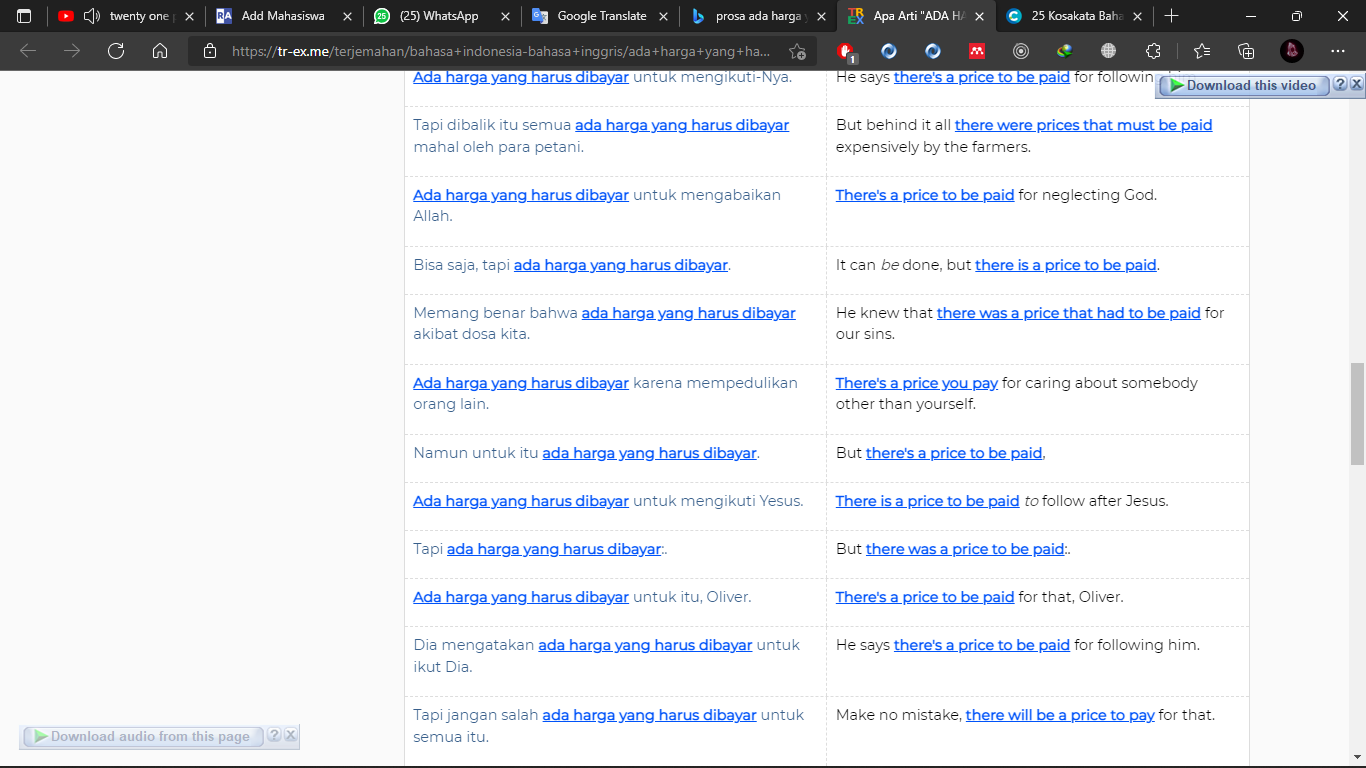 twenty one p
Add Mahasiswa
(25) WhatsApp
Google Translate
prosa ada harga y
Apa Arti "ADA HA
25 Kosakata Baha
https://tr-ex.me/terjemahan/bahasa+indonesia-bahasa+inggris/ada+harga+yang+ha...
1
Download this video
Ada harga yang harus dibayar untuk mengikuti-Nya.
He says there's a price to be paid for following
Tapi dibalik itu semua ada harga yang harus dibayar
mahal oleh para petani.
But behind it all there were prices that must be paid
expensively by the farmers.
Ada harga yang harus dibayar untuk mengabaikan
Allah.
There's a price to be paid for neglecting God.
Bisa saja, tapi ada harga yang harus dibayar.
It can be done, but there is a price to be paid.
Memang benar bahwa ada harga yang harus dibayar
akibat dosa kita.
He knew that there was a price that had to be paid for
our sins.
Ada harga yang harus dibayar karena mempedulikan
orang lain.
There's a price you pay for caring about somebody
other than yourself.
Namun untuk itu ada harga yang harus dibayar.
But there's a price to be paid,
Ada harga yang harus dibayar untuk mengikuti Yesus.
There is a price to be paid to follow after Jesus.
Tapi ada harga yang harus dibayar:.
But there was a price to be paid:.
Ada harga yang harus dibayar untuk itu, Oliver.
There's a price to be paid for that, Oliver.
Dia mengatakan ada harga yang harus dibayar untuk
ikut Dia.
He says there's a price to be paid for following him.
Tapi jangan salah ada harga yang harus dibayar untuk
semua itu.
Make no mistake, there will be a price to pay for that.
Download audio from this page